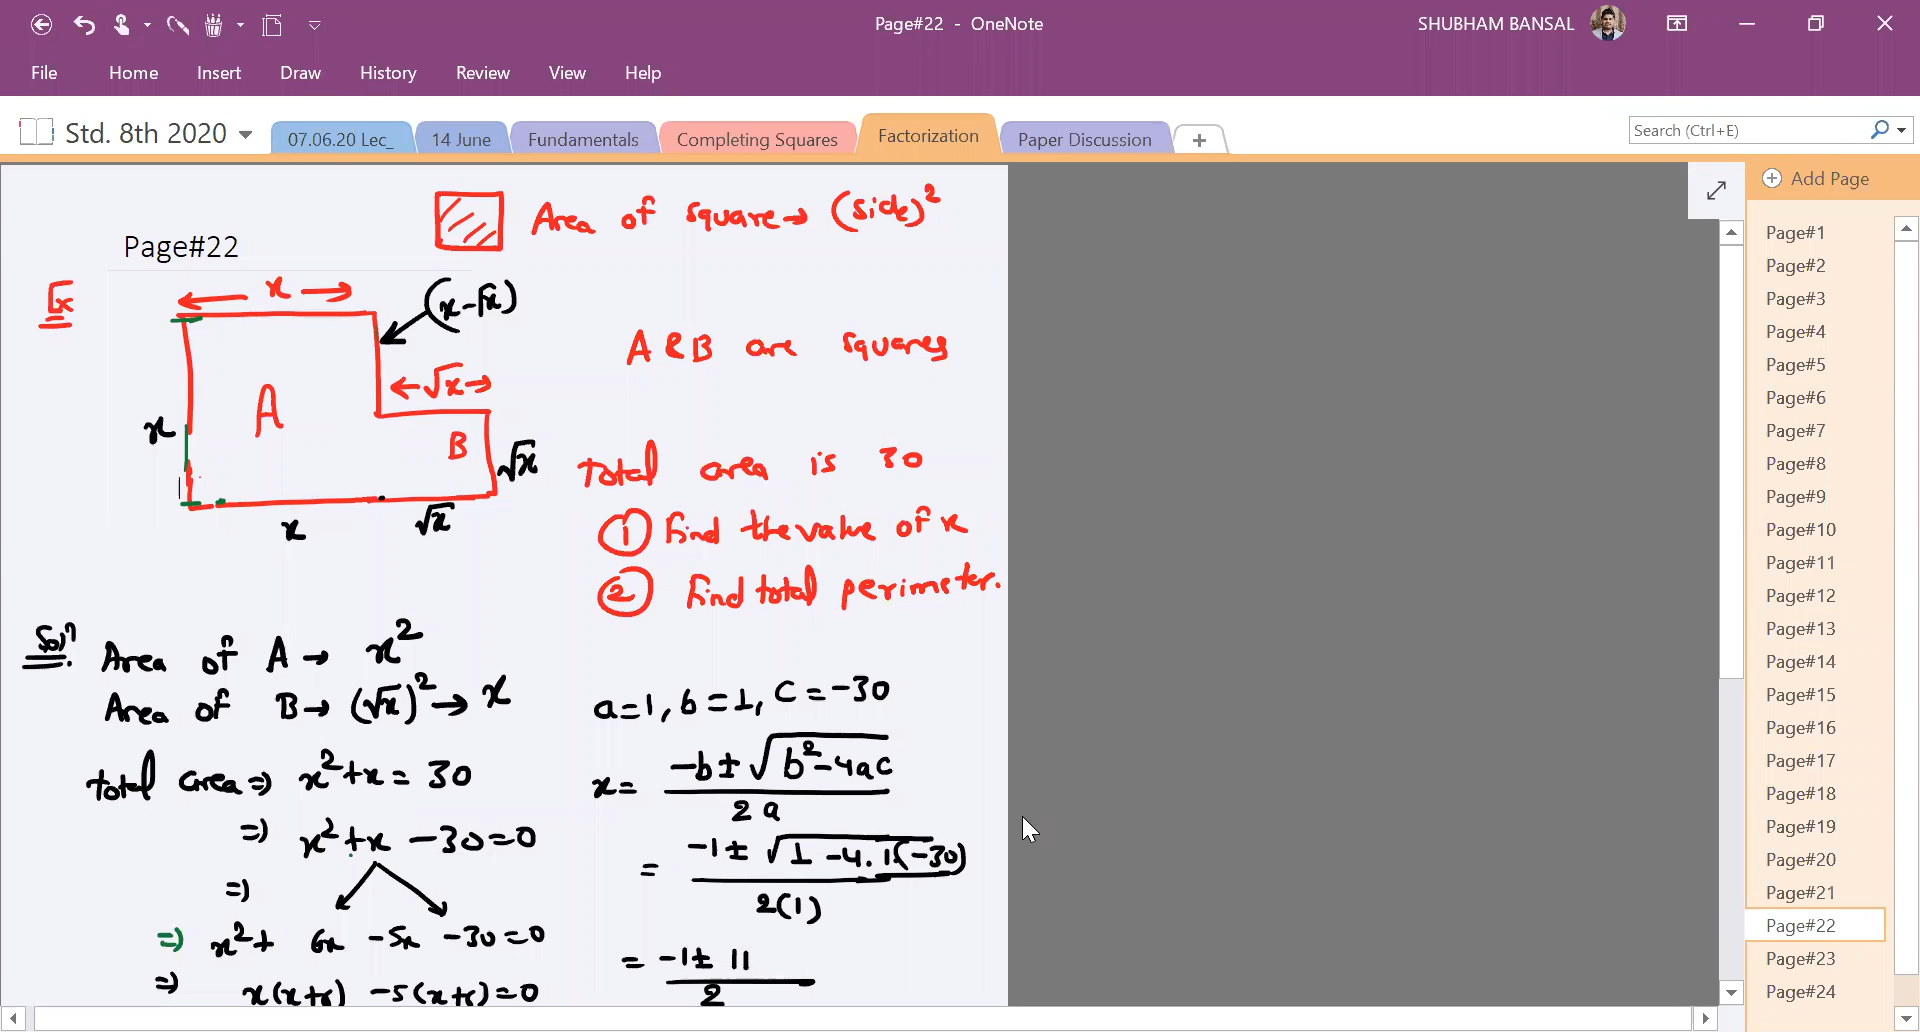 Page#22 - OneNote
SHUBHAM BANSAL
File Home Insert Draw History Review View Help
Std. 8th 2020
07.06.20 Lec_
14 June
Fundamentals
Completing Squares
Factorization
Paper Discussion
+
Search (Ctrl+E)
Area of square → (side)²
Page#22
Ex
x
(x-√x)
A & B are squares
√x
A
x
B
√x
x
√x
Total area is 30
① Find the value of x
② Find total perimeter.
Solⁿ.
Area of A → x²
Area of B → (√x)² → x
Total area ⇒ x²+x = 30
⇒ x²+x -30=0
⇒
⇒ x²+ 6x -5x -30=0
⇒ x(x+6) -5(x+6)=0
a=1, b=1, c=-30
x= -b±√b²-4ac
2a
= -1±√1-4.1(-30)
2(1)
= -1±11
2
Add Page
Page#1
Page#2
Page#3
Page#4
Page#5
Page#6
Page#7
Page#8
Page#9
Page#10
Page#11
Page#12
Page#13
Page#14
Page#15
Page#16
Page#17
Page#18
Page#19
Page#20
Page#21
Page#22
Page#23
Page#24